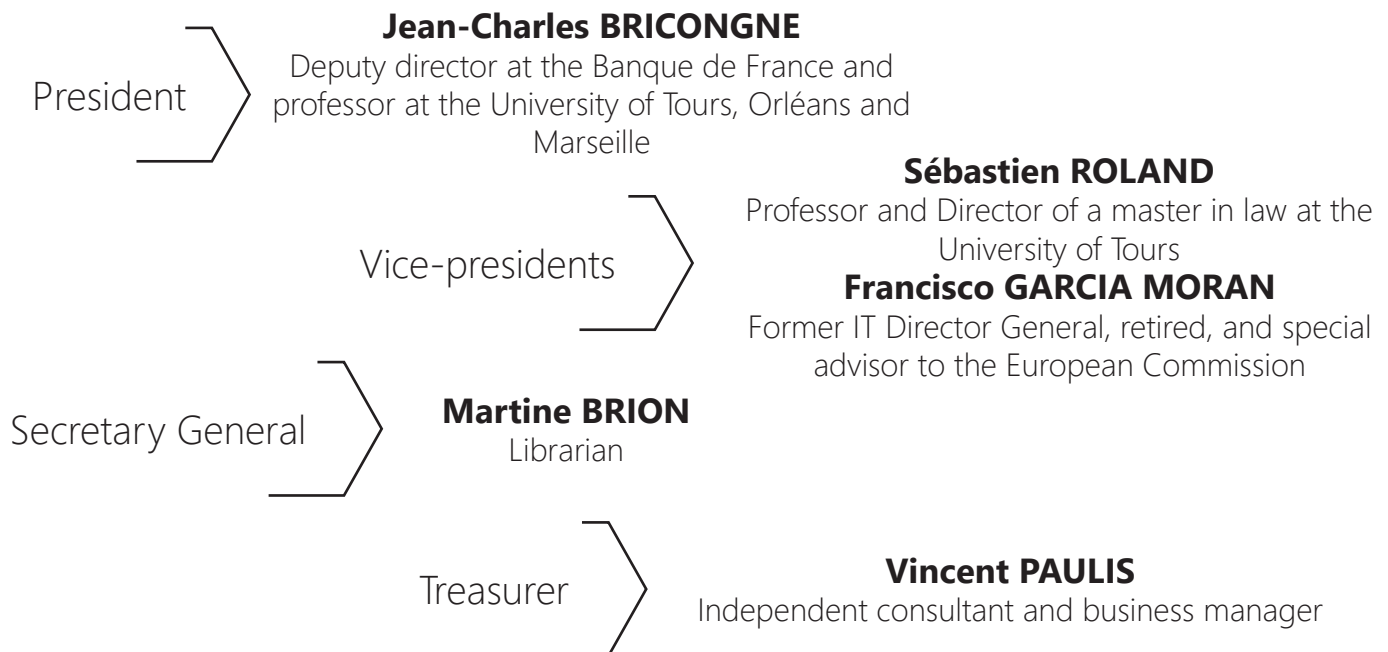 President
Jean-Charles BRICONGNE
Deputy director at the Banque de France and
professor at the University of Tours, Orléans and
Marseille
Vice-presidents
Sébastien ROLAND
Professor and Director of a master in law at the
University of Tours
Francisco GARCIA MORAN
Former IT Director General, retired, and special
advisor to the European Commission
Secretary General
Martine BRION
Librarian
Treasurer
Vincent PAULIS
Independent consultant and business manager